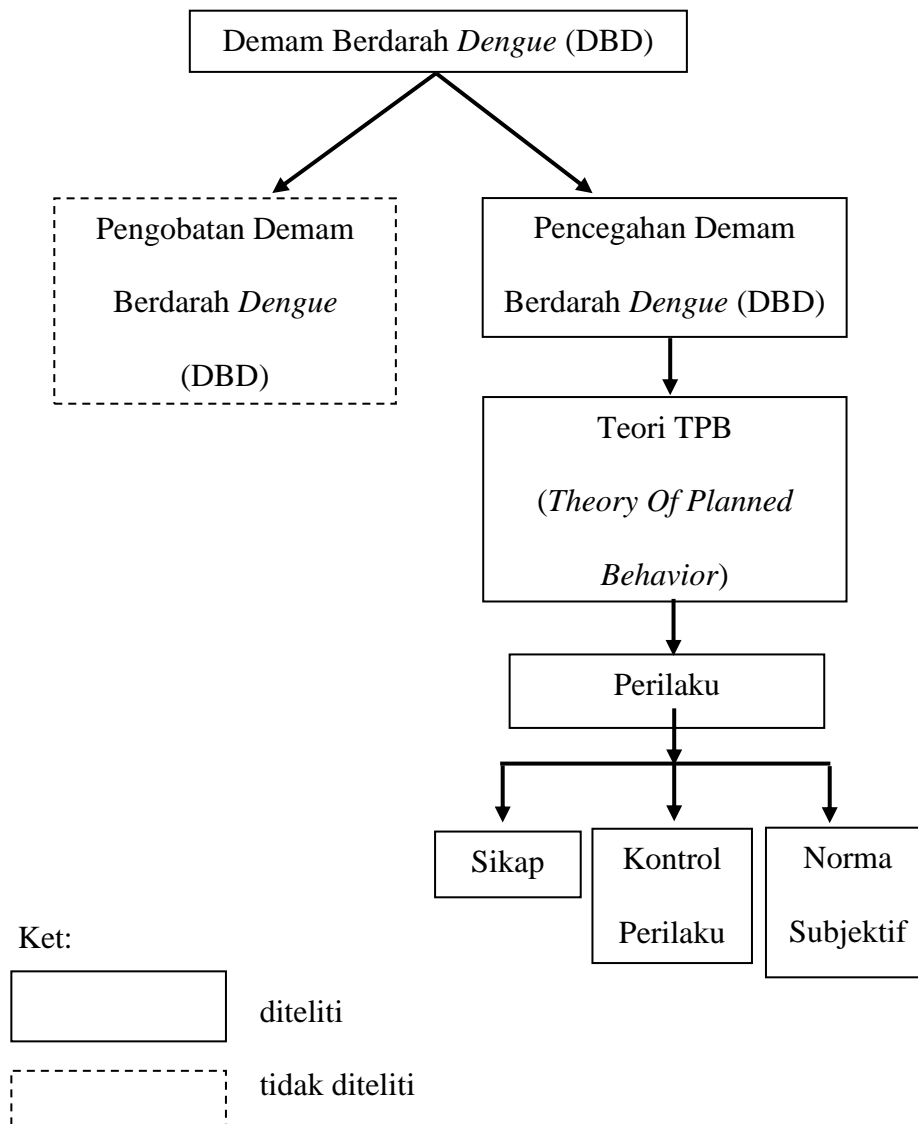 Demam Berdarah Dengue (DBD)
Pengobatan Demam
Berdarah Dengue
(DBD)
Pencegahan Demam
Berdarah Dengue (DBD)
Teori TPB
(Theory Of Planned
Behavior)
Perilaku
Sikap
Kontrol
Perilaku
Norma
Subjektif
Ket:
diteliti
tidak diteliti